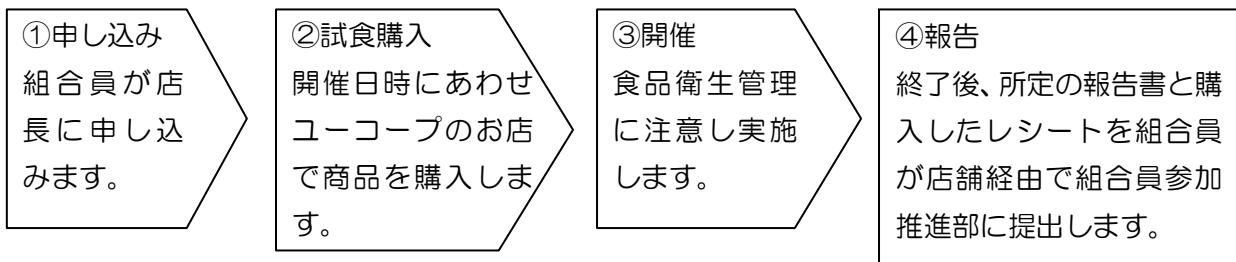 ①申し込み
組合員が店
長に申し込
みます。
②試食購入
開催日時にあわせ
ユーコープのお店
で商品を購入しま
す。
③開催
食品衛生管理
に注意し実施
します。
④報告
終了後、所定の報告書と購
入したレシートを組合員
が店舗経由で組合員参加
推進部に提出します。